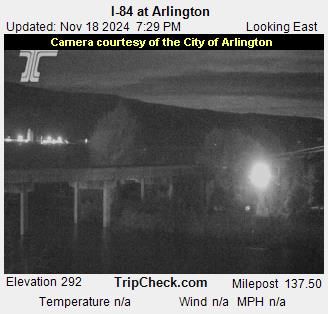 I-84 at Arlington
Updated: Nov 18 2024 7:29 PM Looking East
Camera courtesy of the City of Arlington
Elevation 292 TripCheck.com Milepost 137.50
Temperature n/a Wind n/a MPH n/a